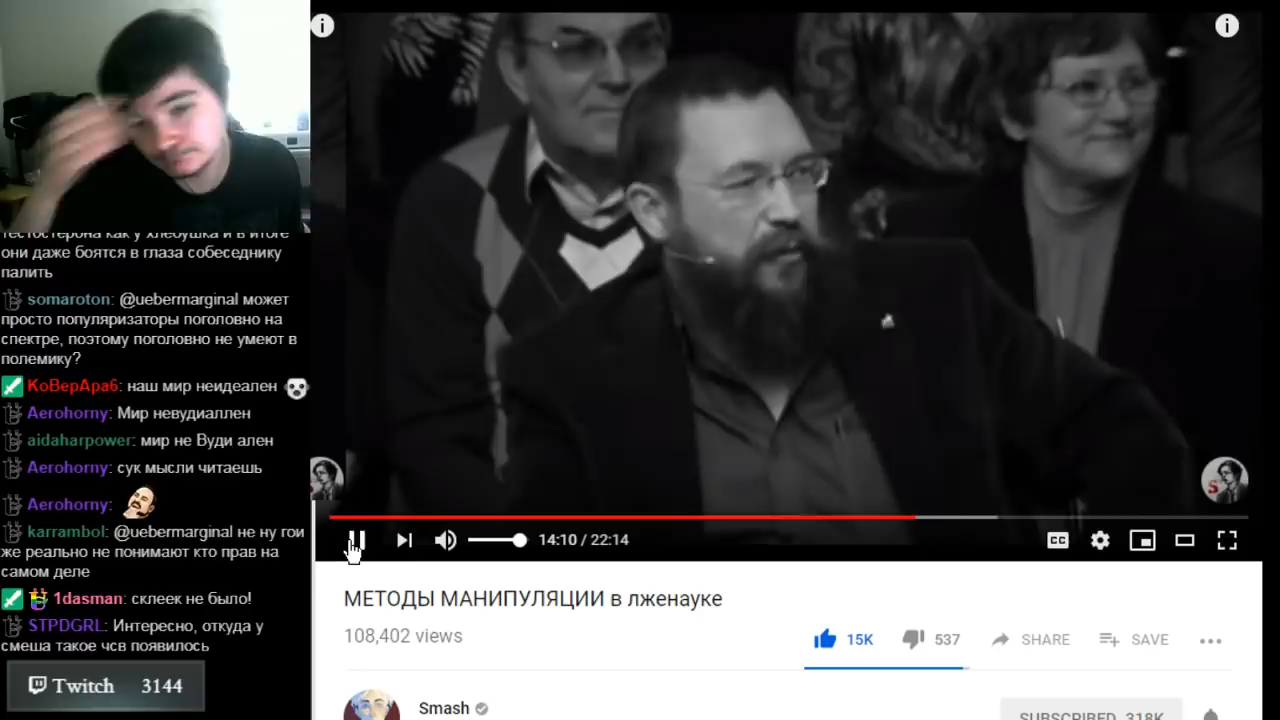 тестостерона как у хлебушка и в итоге
они даже боятся в глаза собеседнику
палить
somaroton: @uebermarginal может
просто популяризаторы поголовно на
спектре, поэтому поголовно не умеют в
полемику?
КоВерАра6: наш мир неидеален
Aerohorny: Мир невудиаллен
aidaharpower: мир не Вуди ален
Aerohorny: сук мысли читаешь
Aerohorny:
karrambol: @uebermarginal не ну гои
же реально не понимают кто прав на
самом деле
1dasman: склеек не было!
STPDGRL: Интересно, откуда у
смеша такое чсв появилось
Twitch 3144
14:10 / 22:14
CC
МЕТОДЫ МАНИПУЛЯЦИИ в лженауке
108,402 views
15K 537 SHARE SAVE
Smash
SUBSCRIBED 318K